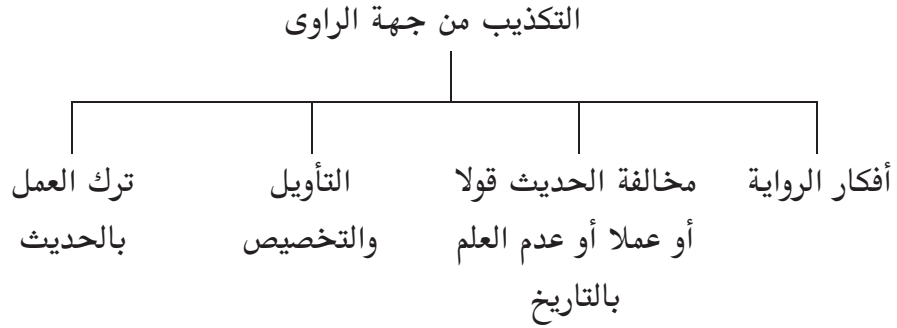 التكذيب من جهة الراوى
أفكار الرواية
مخالفة الحديث قولا
أو عملا أو عدم العلم
بالتاريخ
التأويل
والتخصيص
ترك العمل
بالحديث